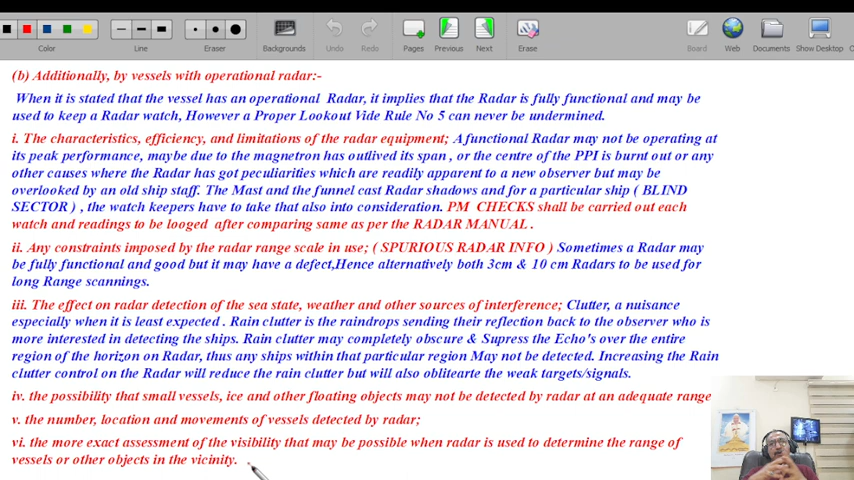 Color
Line
Eraser
Backgrounds
Undo
Redo
Pages
Previous
Next
Erase
Board
Web
Documents
Show Desktop
(b) Additionally, by vessels with operational radar:-
When it is stated that the vessel has an operational Radar, it implies that the Radar is fully functional and may be
used to keep a Radar watch, However a Proper Lookout Vide Rule No 5 can never be undermined.
i. The characteristics, efficiency, and limitations of the radar equipment; A functional Radar may not be operating at
its peak performance, maybe due to the magnetron has outlived its span , or the centre of the PPI is burnt out or any
other causes where the Radar has got peculiarities which are readily apparent to a new observer but may be
overlooked by an old ship staff. The Mast and the funnel cast Radar shadows and for a particular ship ( BLIND
SECTOR ) , the watch keepers have to take that also into consideration. PM CHECKS shall be carried out each
watch and readings to be looged after comparing same as per the RADAR MANUAL .
ii. Any constraints imposed by the radar range scale in use; ( SPURIOUS RADAR INFO ) Sometimes a Radar may
be fully functional and good but it may have a defect,Hence alternatively both 3cm & 10 cm Radars to be used for
long Range scannings.
iii. The effect on radar detection of the sea state, weather and other sources of interference; Clutter, a nuisance
especially when it is least expected . Rain clutter is the raindrops sending their reflection back to the observer who is
more interested in detecting the ships. Rain clutter may completely obscure & Supress the Echo's over the entire
region of the horizon on Radar, thus any ships within that particular region May not be detected. Increasing the Rain
clutter control on the Radar will reduce the rain clutter but will also oblitearte the weak targets/signals.
iv. the possibility that small vessels, ice and other floating objects may not be detected by radar at an adequate range
v. the number, location and movements of vessels detected by radar;
vi. the more exact assessment of the visibility that may be possible when radar is used to determine the range of
vessels or other objects in the vicinity.